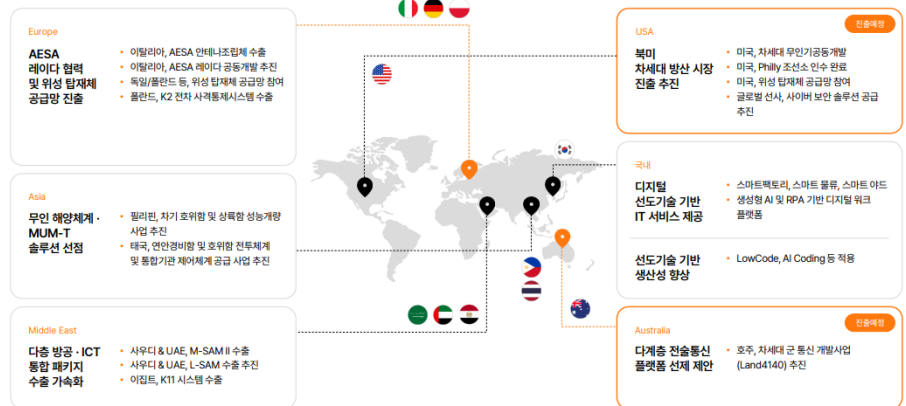 Europe
AESA
레이다 협력
및 위성 탑재체
공급망 진출
• 이탈리아, AESA 안테나조립체 수출
• 이탈리아, AESA 레이다 공동개발 추진
• 독일/폴란드 등, 위성 탑재체 공급망 참여
• 폴란드, K2 전차 사격통제시스템 수출
Asia
무인 해양체계 ·
MUM-T
솔루션 선점
• 필리핀, 차기 호위함 및 상륙함 성능개량
사업 추진
• 태국, 연안경비함 및 호위함 전투체계
및 통합기관 제어체계 공급 사업 추진
Middle East
다층 방공 · ICT
통합 패키지
수출 가속화
• 사우디 & UAE, M-SAM II 수출
• 사우디 & UAE, L-SAM 수출 추진
• 이집트, K11 시스템 수출
진출예정
USA
북미
차세대 방산 시장
진출 추진
• 미국, 차세대 무인기공동개발
• 미국, Philly 조선소 인수 완료
• 미국, 위성 탑재체 공급망 참여
• 글로벌 선사, 사이버 보안 솔루션 공급
추진
국내
디지털
선도기술 기반
IT 서비스 제공
• 스마트팩토리, 스마트 물류, 스마트 야드
• 생성형 AI 및 RPA 기반 디지털 워크
플랫폼
선도기술 기반
생산성 향상
• LowCode, AI Coding 등 적용
진출예정
Australia
다계층 전술통신
플랫폼 선제 제안
• 호주, 차세대 군 통신 개발사업
(Land4140) 추진